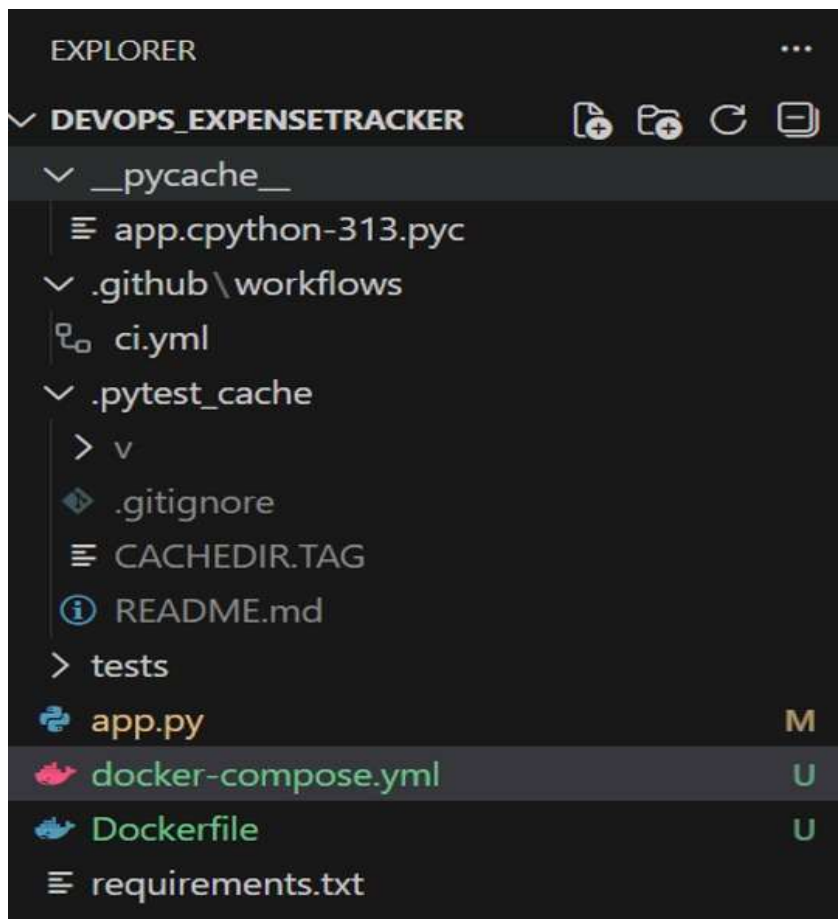 EXPLORER
DEVOPS_EXPENSETRACKER
__pycache__
app.cpython-313.pyc
.github\workflows
ci.yml
.pytest_cache
v
.gitignore
CACHEDIR.TAG
README.md
tests
app.py M
docker-compose.yml U
Dockerfile U
requirements.txt